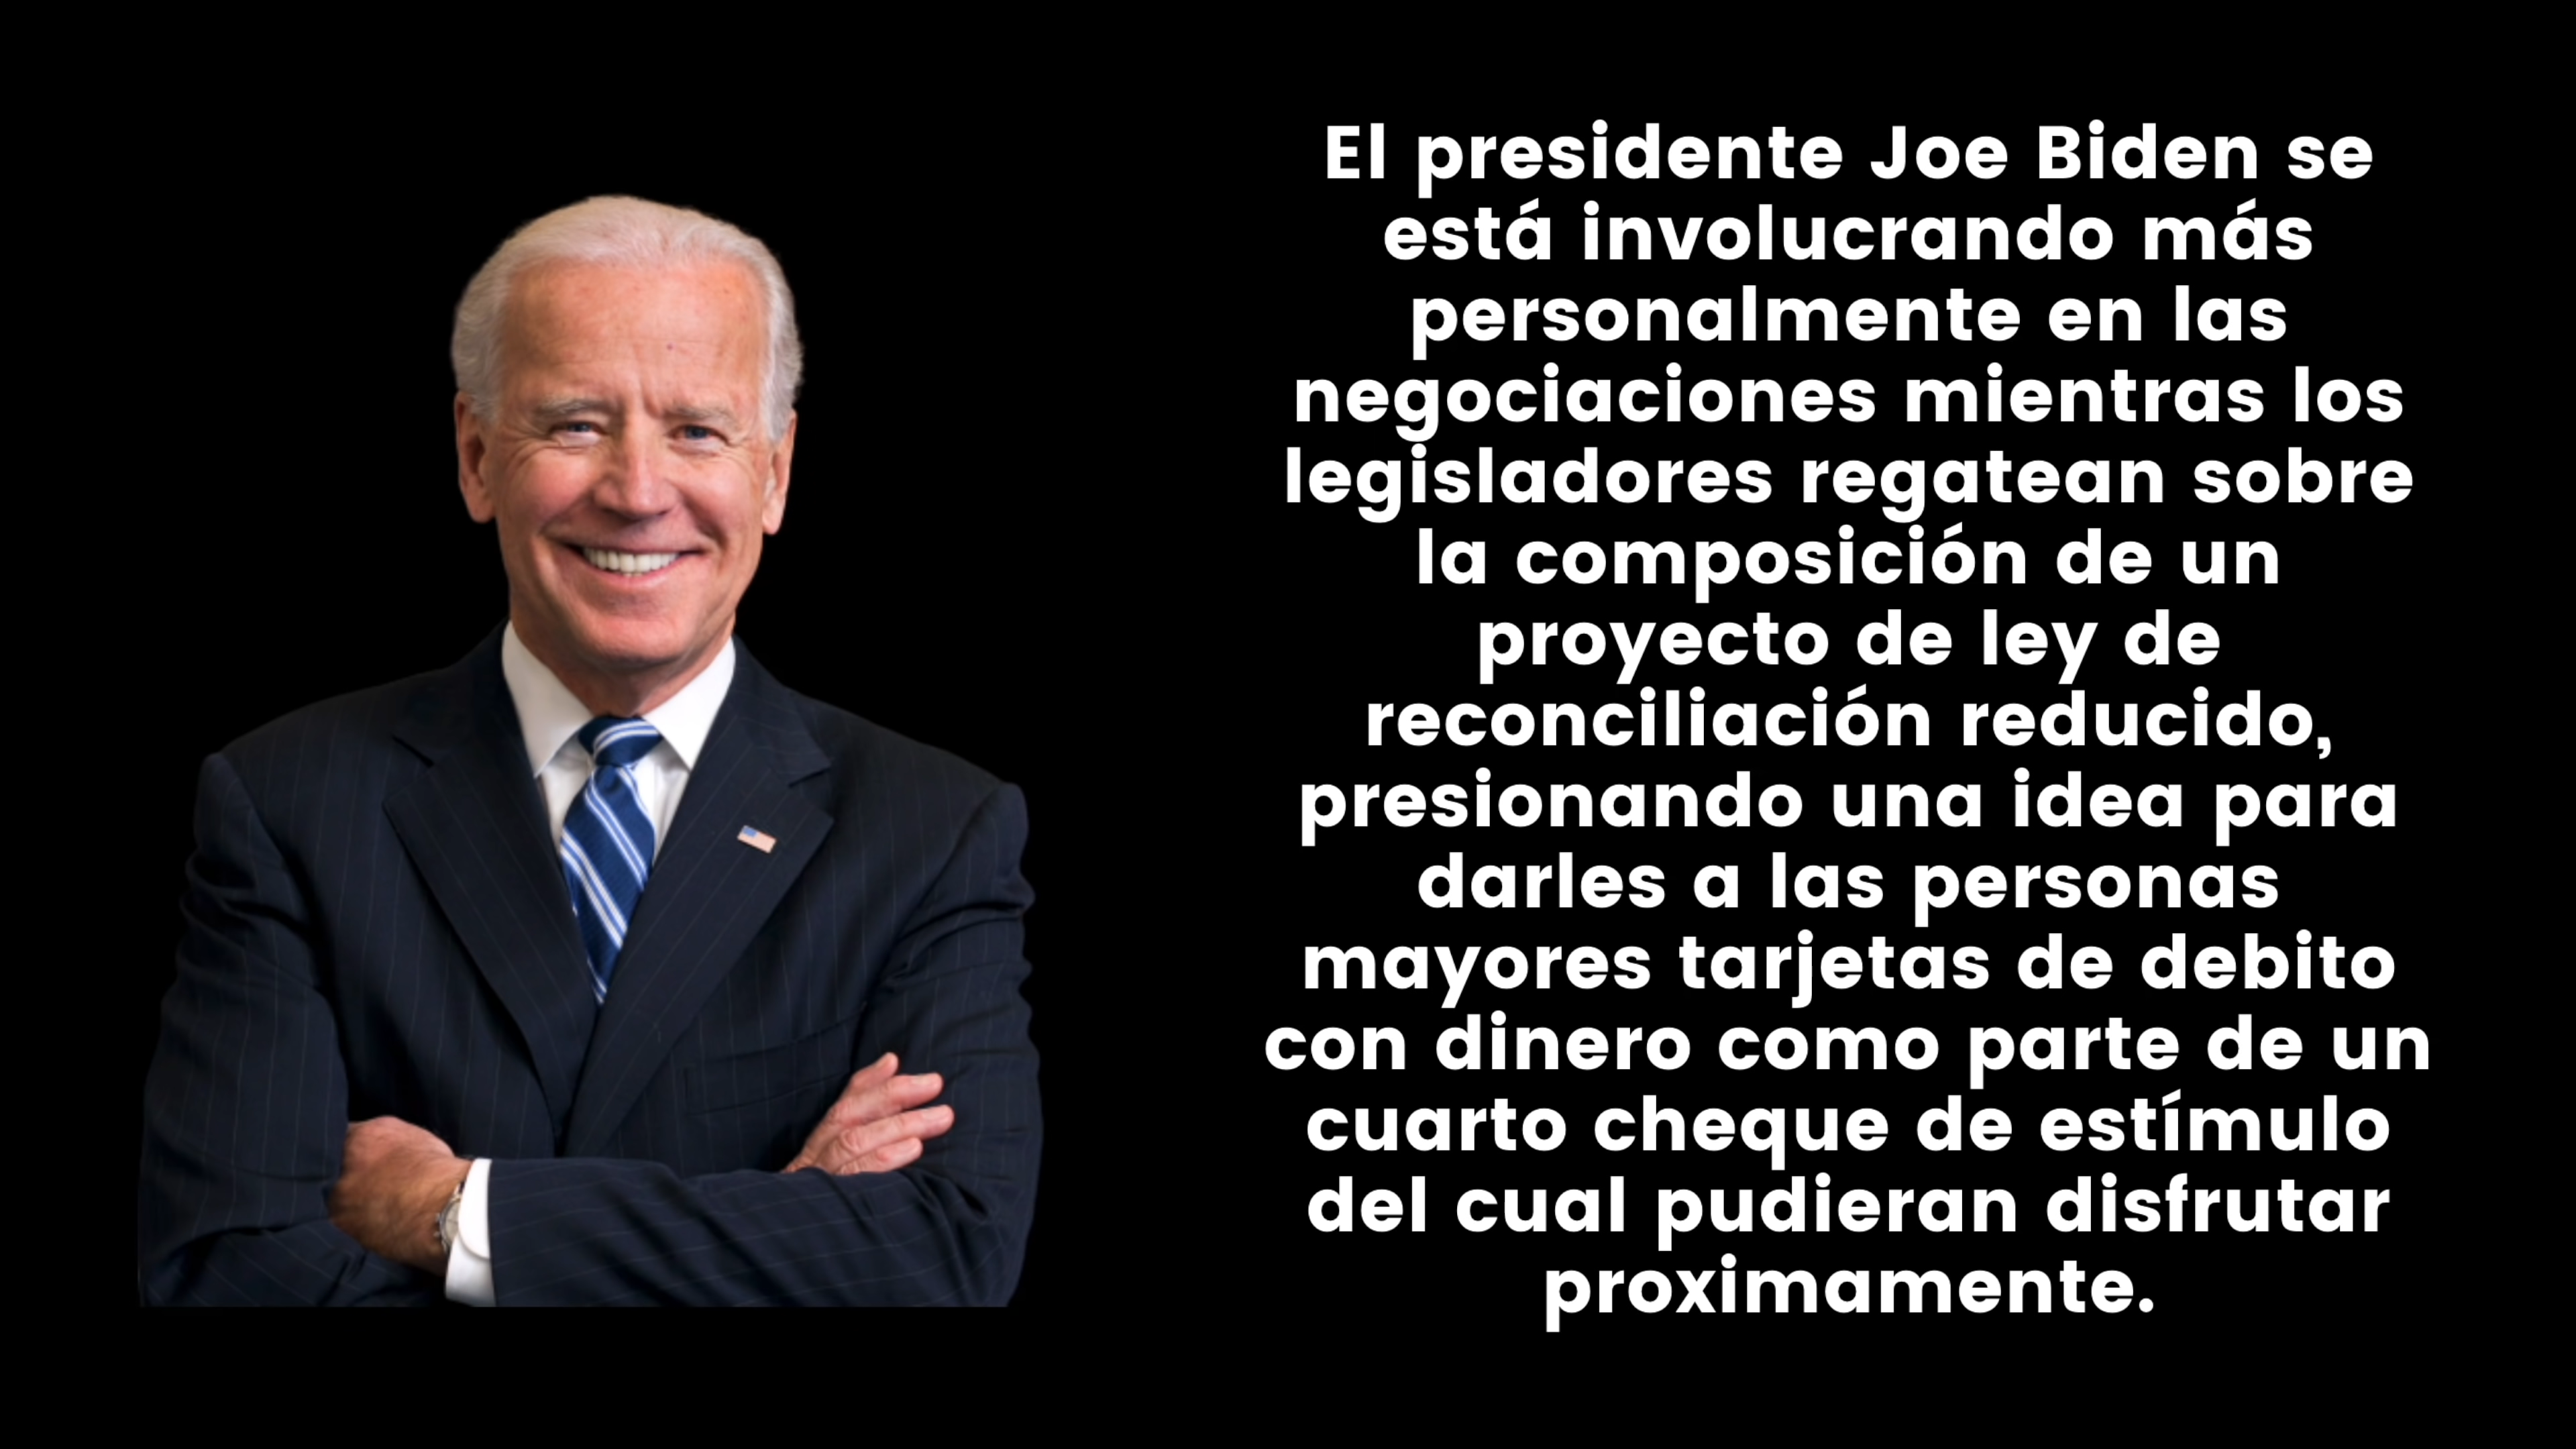 El presidente Joe Biden se
está involucrando más
personalmente en las
negociaciones mientras los
legisladores regatean sobre
la composición de un
proyecto de ley de
reconciliación reducido,
presionando una idea para
darles a las personas
mayores tarjetas de debito
con dinero como parte de un
cuarto cheque de estímulo
del cual pudieran disfrutar
proximamente.